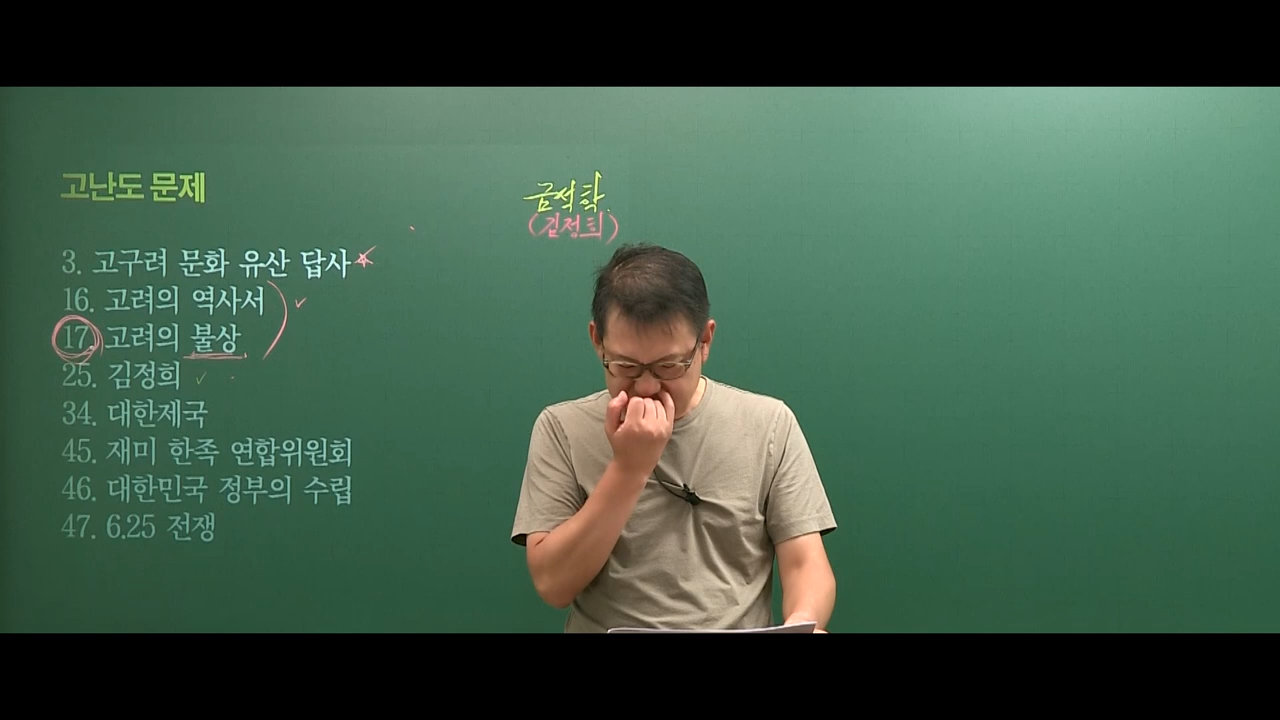 고난도 문제
3. 고구려 문화 유산 답사
16. 고려의 역사서
17. 고려의 불상
25. 김정희
34. 대한제국
45. 재미 한족 연합위원회
46. 대한민국 정부의 수립
47. 6.25 전쟁
금석학
(김정희)